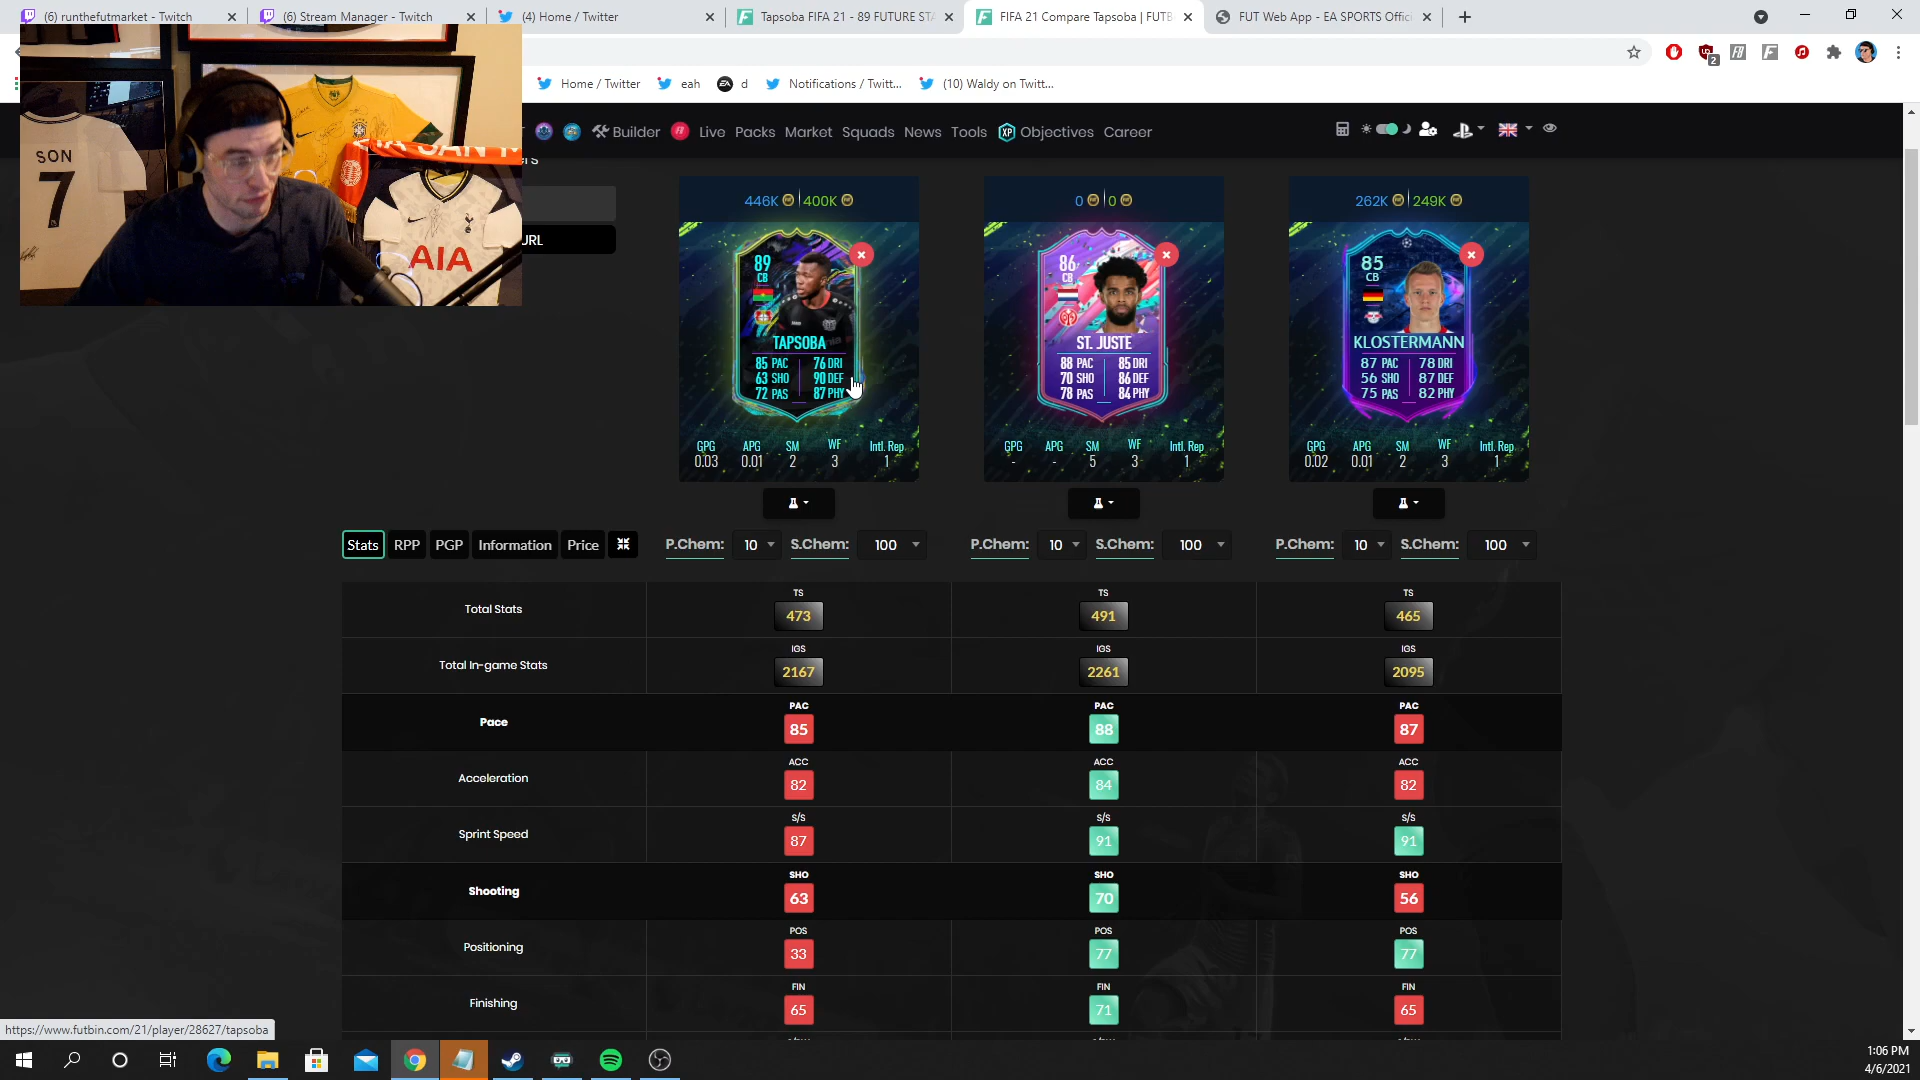 (6) runthefutmarket - Twitch
(6) Stream Manager - Twitch
(4) Home / Twitter
Tapsoba FIFA 21 - 89 FUTURE STA
FIFA 21 Compare Tapsoba | FUTB
FUT Web App - EA SPORTS Offici
2
Home / Twitter
eah
d
Notifications / Twitt...
(10) Waldy on Twitt...
Builder Live Packs Market Squads News Tools XP Objectives Career
URL
SON
7
AIA
AIA
446K 400K
0 0
262K 249K
89
CB
TAPSOBA
85 PAC 76 DRI
63 SHO 90 DEF
72 PAS 87 PHY
GPG APG SM WF Intl. Rep
0.03 0.01 2 3 1
86
CB
ST. JUSTE
88 PAC 85 DRI
70 SHO 86 DEF
78 PAS 84 PHY
GPG APG SM WF Intl. Rep
- - 5 3 1
85
CB
KLOSTERMANN
87 PAC 78 DRI
56 SHO 87 DEF
75 PAS 82 PHY
GPG APG SM WF Intl. Rep
0.02 0.01 2 3 1
Stats RPP PGP Information Price
P.Chem: 10 S.Chem: 100
P.Chem: 10 S.Chem: 100
P.Chem: 10 S.Chem: 100
TS TS TS
Total Stats 473 491 465
IGS IGS IGS
Total In-game Stats 2167 2261 2095
PAC PAC PAC
Pace 85 88 87
ACC ACC ACC
Acceleration 82 84 82
S/S S/S S/S
Sprint Speed 87 91 91
SHO SHO SHO
Shooting 63 70 56
POS POS POS
Positioning 33 77 77
FIN FIN FIN
Finishing 65 71 65
https://www.futbin.com/21/player/28627/tapsoba
1:06 PM
4/6/2021